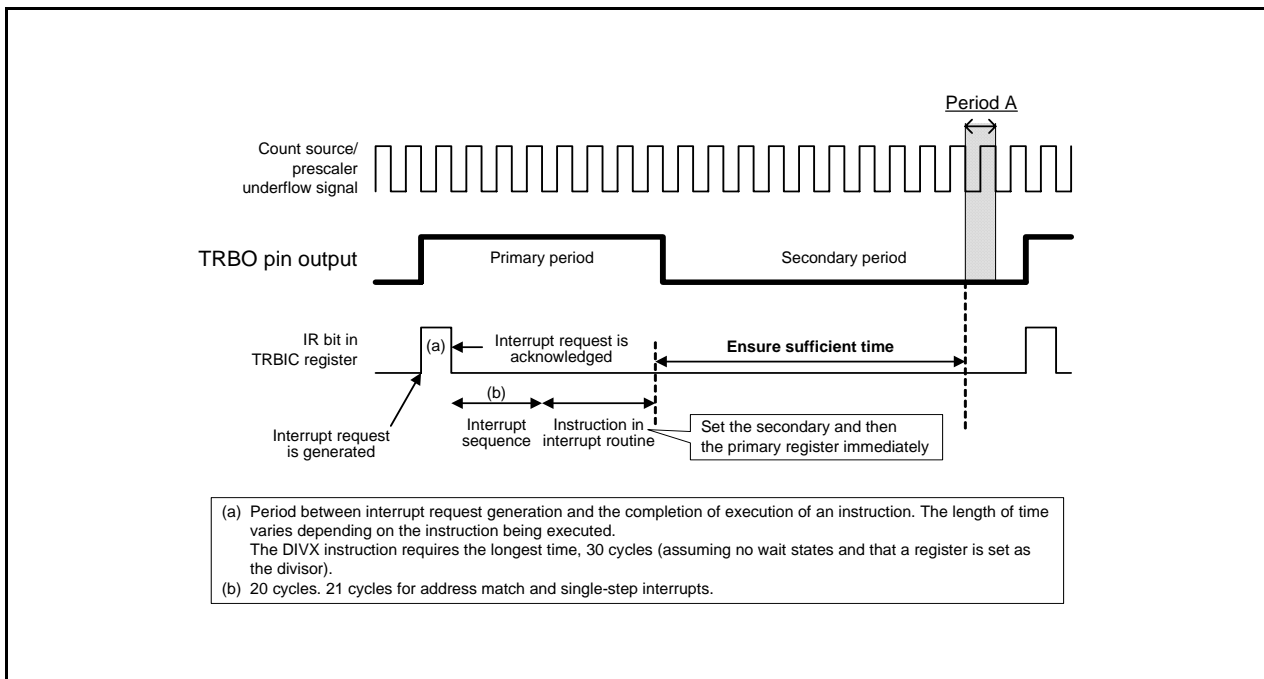 Period A
Count source/
prescaler
underflow signal
TRBO pin output
Primary period
Secondary period
IR bit in
TRBIC register
(a)
Interrupt request is
acknowledged
Ensure sufficient time
(b)
Interrupt request
is generated
Interrupt
sequence
Instruction in
interrupt routine
Set the secondary and then
the primary register immediately
(a) Period between interrupt request generation and the completion of execution of an instruction. The length of time
varies depending on the instruction being executed.
The DIVX instruction requires the longest time, 30 cycles (assuming no wait states and that a register is set as
the divisor).
(b) 20 cycles. 21 cycles for address match and single-step interrupts.